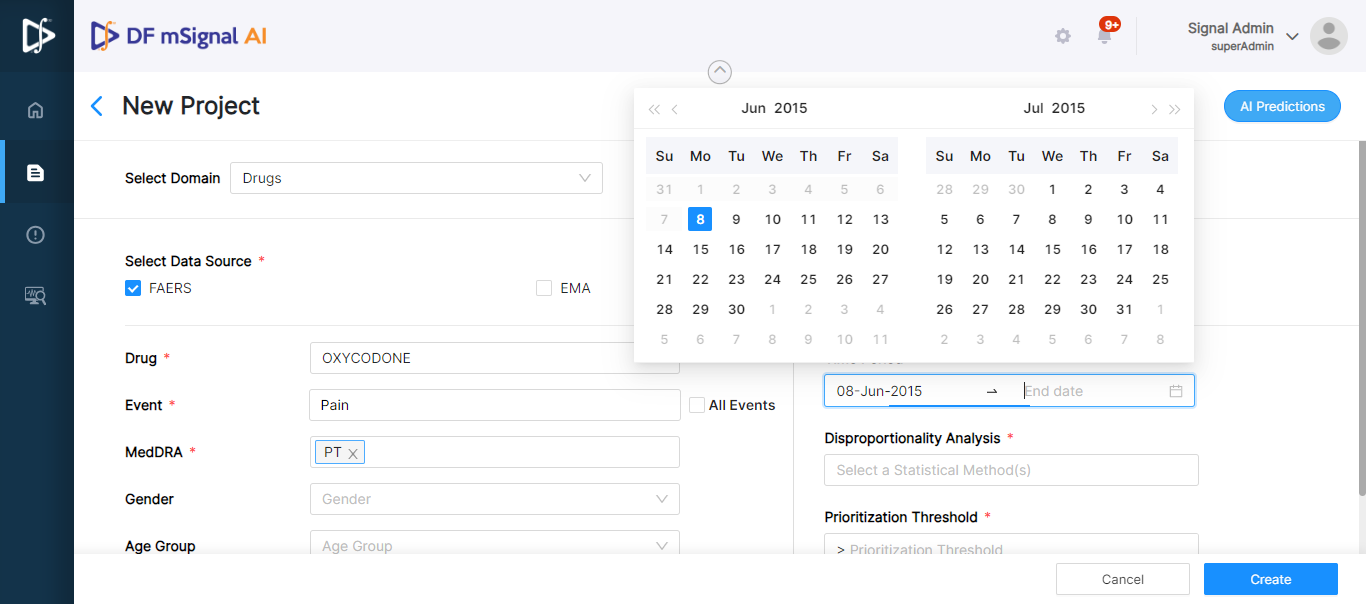 DF mSignal AI
9+
Signal Admin
superAdmin
New Project
AI Predictions
Select Domain
Drugs
Jun 2015
Su Mo Tu We Th Fr Sa
31 1 2 3 4 5 6
7 8 9 10 11 12 13
14 15 16 17 18 19 20
21 22 23 24 25 26 27
28 29 30 1 2 3 4
5 6 7 8 9 10 11
Jul 2015
Su Mo Tu We Th Fr Sa
28 29 30 1 2 3 4
5 6 7 8 9 10 11
12 13 14 15 16 17 18
19 20 21 22 23 24 25
26 27 28 29 30 31 1
2 3 4 5 6 7 8
Select Data Source *
FAERS
EMA
Drug *
OXYCODONE
Event *
Pain
All Events
MedDRA *
PT
Gender
Gender
Age Group
Age Group
08-Jun-2015
End date
Disproportionality Analysis *
Select a Statistical Method(s)
Prioritization Threshold *
> Prioritization Threshold
Cancel
Create